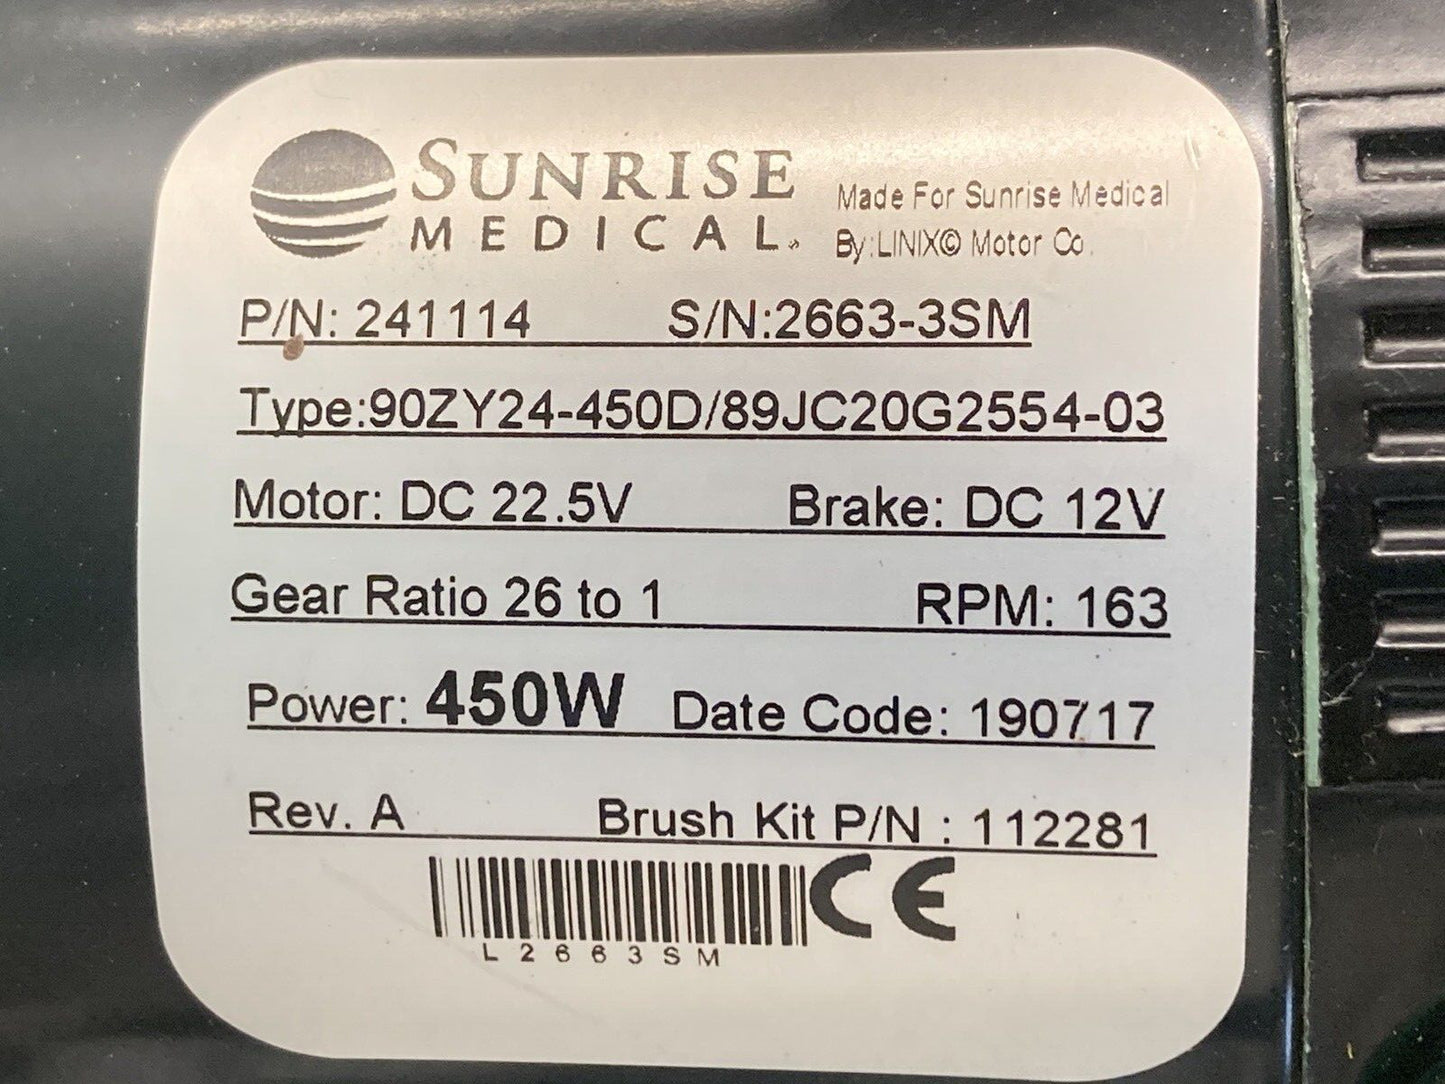 SUNRISE
MEDICAL
Made For Sunrise Medical
By:LINIX© Motor Co.
P/N: 241114 S/N:2663-3SM
Type:90ZY24-450D/89JC20G2554-03
Motor: DC 22.5V Brake: DC 12V
Gear Ratio 26 to 1 RPM: 163
Power: 450W Date Code: 190717
Rev. A Brush Kit P/N : 112281
CE
L2663SM